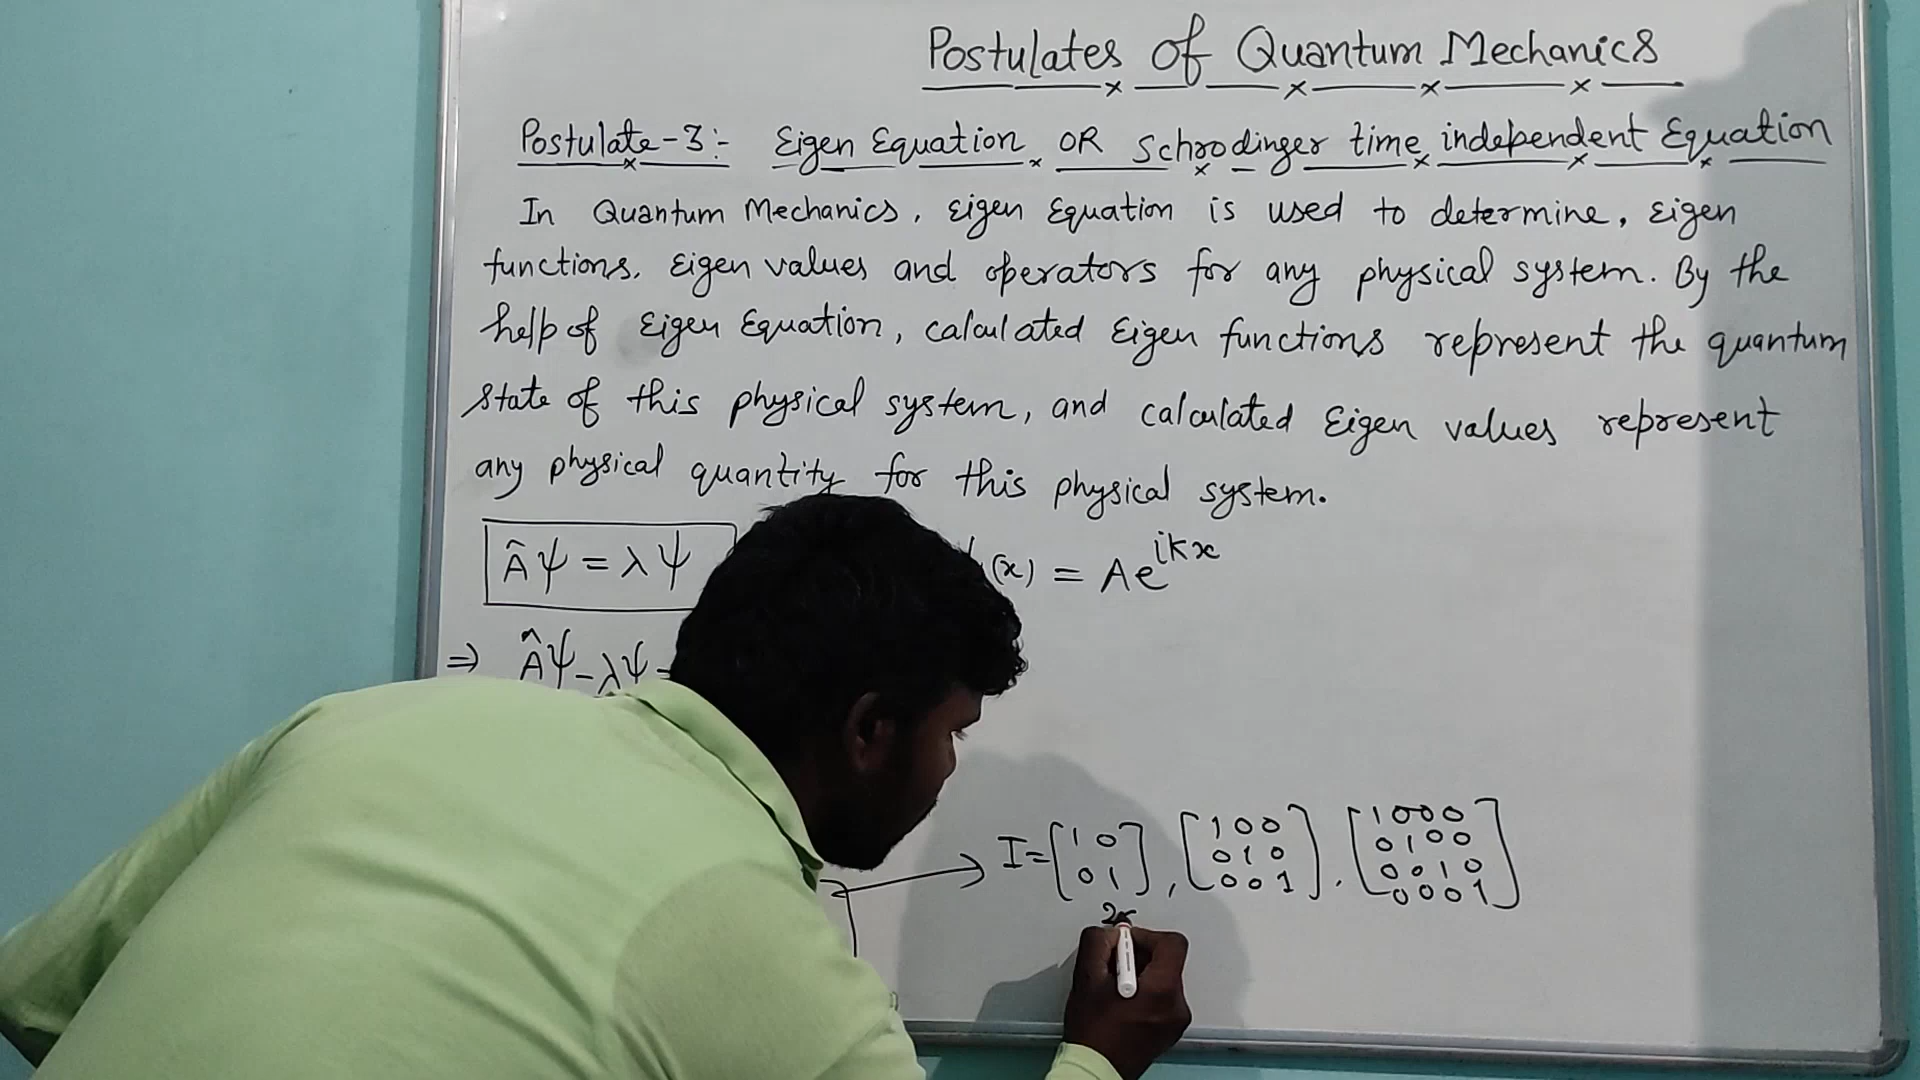 Postulates of Quantum Mechanics
Postulate-3:- Eigen Equation OR Schrodinger time independent Equation
In Quantum Mechanics, Eigen Equation is used to determine, Eigen
functions, Eigen values and operators for any physical system. By the
help of Eigen Equation, calculated Eigen functions represent the quantum
state of this physical system, and calculated Eigen values represent
any physical quantity for this physical system.
Âψ = λψ (x) = Ae^{ikx}
⇒ Âψ - λψ -
I = [1 0
0 1], [1 0 0
0 1 0
0 0 1], [1 0 0 0
0 1 0 0
0 0 1 0
0 0 0 1]
2